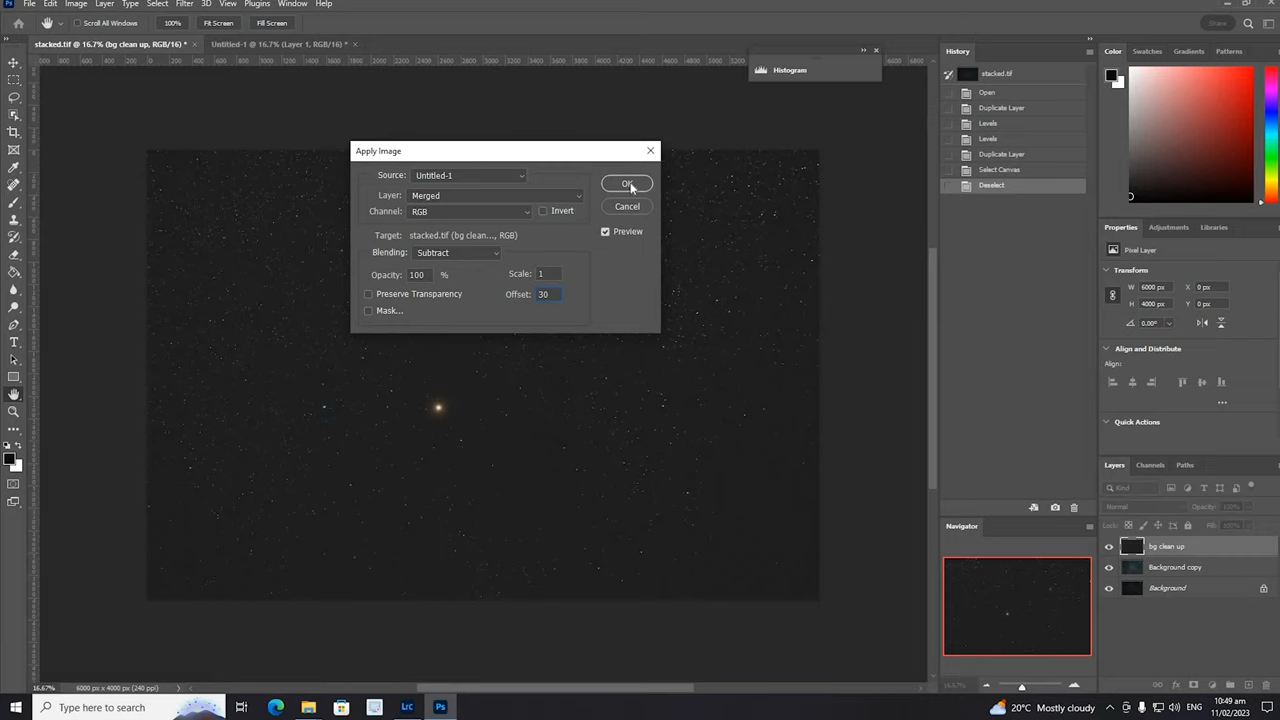 File Edit Image Layer Type Select Filter 3D View Plugins Window Help
Scroll All Windows 100% Fit Screen Fill Screen Share
stacked.tif @ 16.7% (bg clean up, RGB/16) * × Untitled-1 @ 16.7% (Layer 1, RGB/16) * ×
Histogram
Apply Image
Source: Untitled-1
Layer: Merged
Channel: RGB Invert
Target: stacked.tif (bg clean..., RGB)
Blending: Subtract
Opacity: 100 % Scale: 1
Preserve Transparency Offset: 30
Mask...
OK
Cancel
Preview
History
stacked.tif
Open
Duplicate Layer
Levels
Levels
Duplicate Layer
Select Canvas
Deselect
Navigator
16.67%
Color Swatches Gradients Patterns
Properties Adjustments Libraries
Pixel Layer
Transform
W 6000 px X 0 px
H 4000 px Y 0 px
0.00°
Align and Distribute
Align:
Quick Actions
Layers Channels Paths
Kind
Normal Opacity: 100%
Lock: Fill: 100%
bg clean up
Background copy
Background
16.67% 6000 px x 4000 px (240 ppi)
Type here to search
20°C Mostly cloudy
10:49 am
11/02/2023